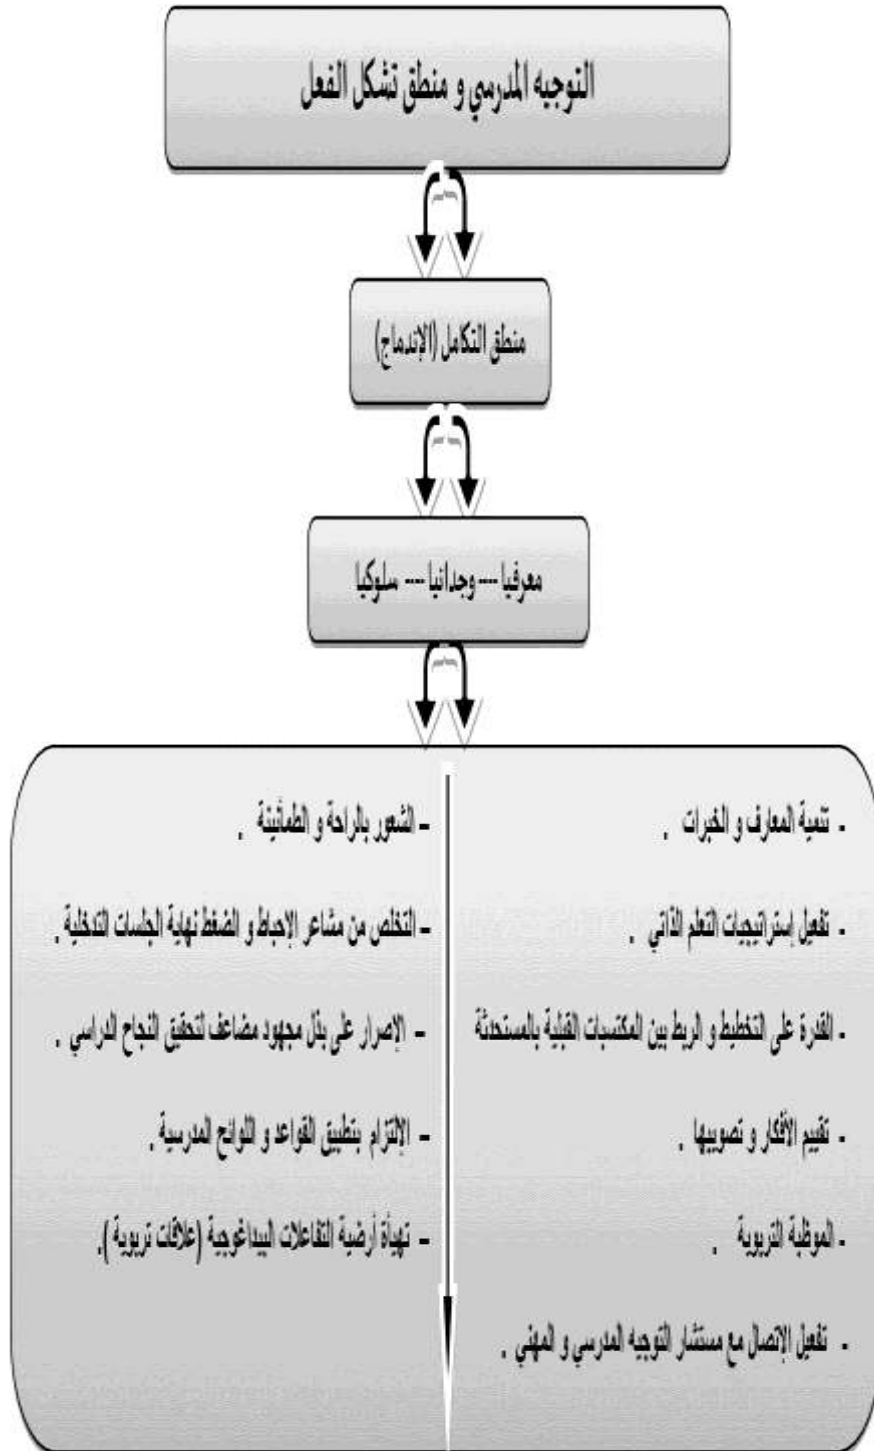 التوجيه المدرسي و منطق تشكل الفعل
منطق التكامل (الإندماج)
معرفيا ---- وجدانيا ---- سلوكيا
- تنمية المعارف و الخبرات .
- تفعيل إستراتيجيات التعلم الذاتي .
- القدرة على التخطيط و الربط بين المكتسبات القبلية بالمستحدثة
- تقييم الأفكار و تصويبها .
- الموظبة التربوية .
- تفعيل الإتصال مع مستشار التوجيه المدرسي و المهني .
- الشعور بالراحة و الطمأنينة .
- التخلص من مشاعر الإحباط و الضغط نهاية الجلسات التدخلية .
- الإصرار على بذل مجهود مضاعف لتحقيق النجاح الدراسي .
- الإلتزام بتطبيق القواعد و اللوائح المدرسية .
- تهيأة أرضية التفاعلات البيداغوجية (علاقات تربوية ).